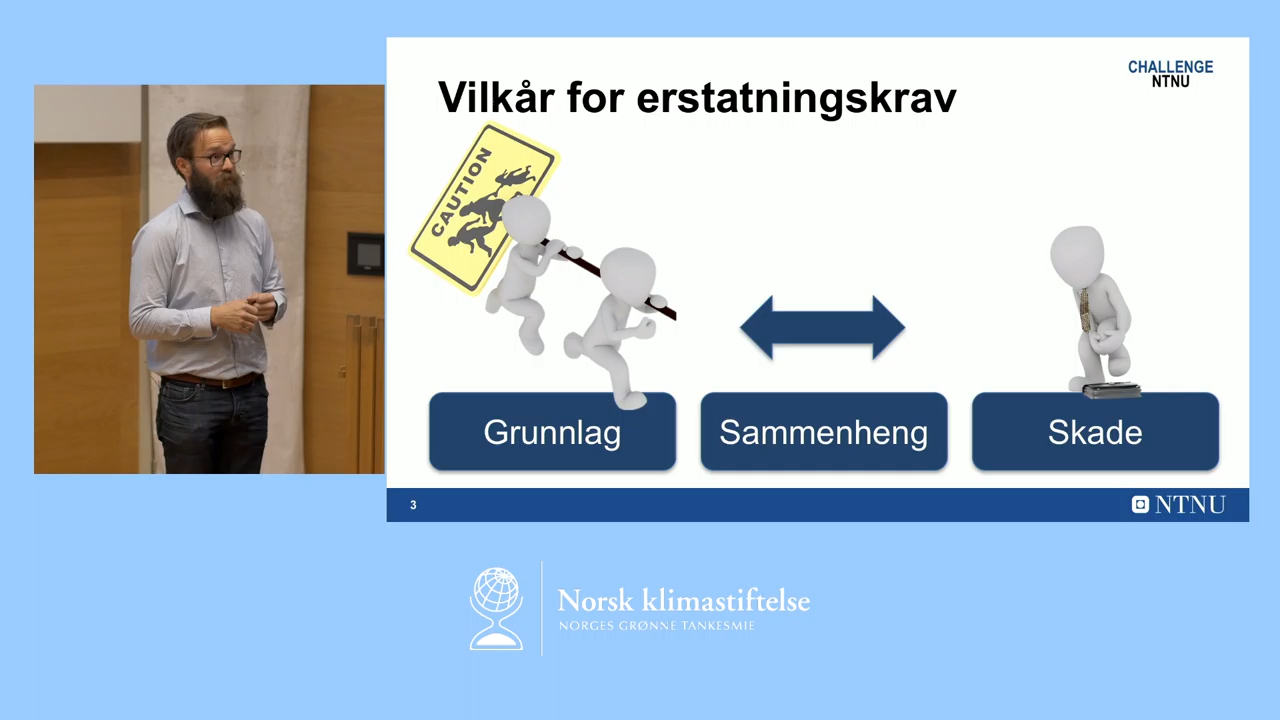 CHALLENGE
NTNU
Vilkår for erstatningskrav
CAUTION
Grunnlag
Sammenheng
Skade
3
NTNU
Norsk klimastiftelse
NORGES GRØNNE TANKESMIE